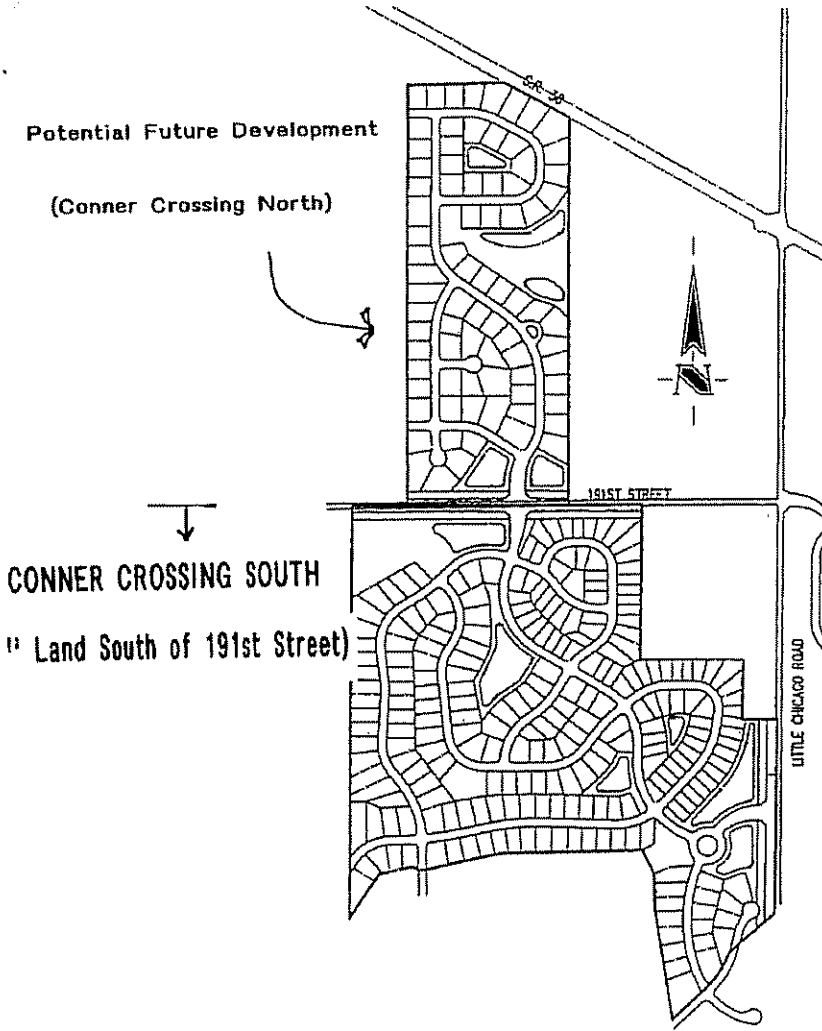 S.R. 38
Potential Future Development
(Conner Crossing North)
N
191ST STREET
CONNER CROSSING SOUTH
" Land South of 191st Street)
LITTLE CHICAGO ROAD